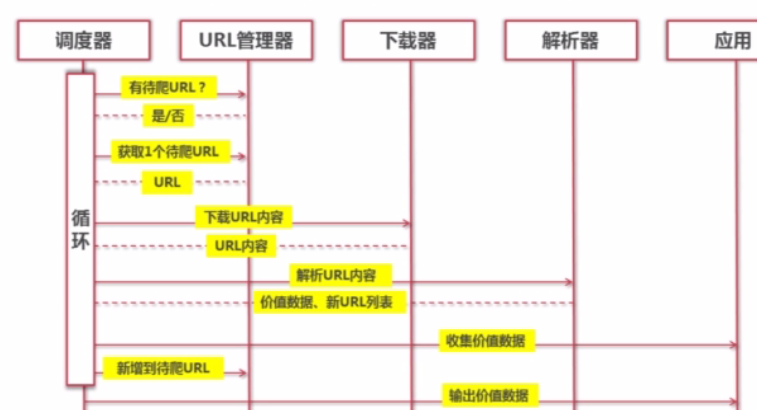 调度器
URL管理器
下载器
解析器
应用
有待爬URL？
是/否
获取1个待爬URL
URL
循
环
下载URL内容
URL内容
解析URL内容
价值数据、新URL列表
收集价值数据
新增到待爬URL
输出价值数据